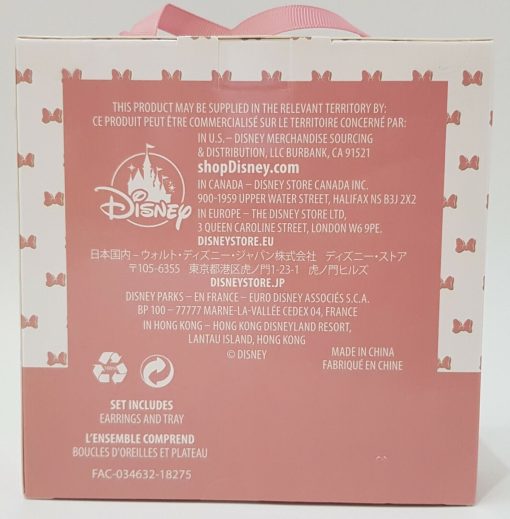 THIS PRODUCT MAY BE SUPPLIED IN THE RELEVANT TERRITORY BY:
CE PRODUIT PEUT ÊTRE COMMERCIALISÉ SUR LE TERRITOIRE CONCERNÉ PAR:
IN U.S. – DISNEY MERCHANDISE SOURCING
& DISTRIBUTION, LLC BURBANK, CA 91521
shopDisney.com
DISNEY
IN CANADA – DISNEY STORE CANADA INC.
900-1959 UPPER WATER STREET, HALIFAX NS B3J 2X2
IN EUROPE – THE DISNEY STORE LTD,
3 QUEEN CAROLINE STREET, LONDON W6 9PE.
DISNEYSTORE.EU
日本国内 – ウォルト・ディズニー・ジャパン株式会社 ディズニー・ストア
〒105-6355 東京都港区虎ノ門1-23-1 虎ノ門ヒルズ
DISNEYSTORE.JP
DISNEY PARKS – EN FRANCE – EURO DISNEY ASSOCIÉS S.C.A.
BP 100 – 77777 MARNE-LA-VALLÉE CEDEX 04, FRANCE
IN HONG KONG – HONG KONG DISNEYLAND RESORT,
LANTAU ISLAND, HONG KONG
© DISNEY
MADE IN CHINA
FABRIQUÉ EN CHINE
SET INCLUDES
EARRINGS AND TRAY
L'ENSEMBLE COMPREND
BOUCLES D'OREILLES ET PLATEAU
FAC-034632-18275